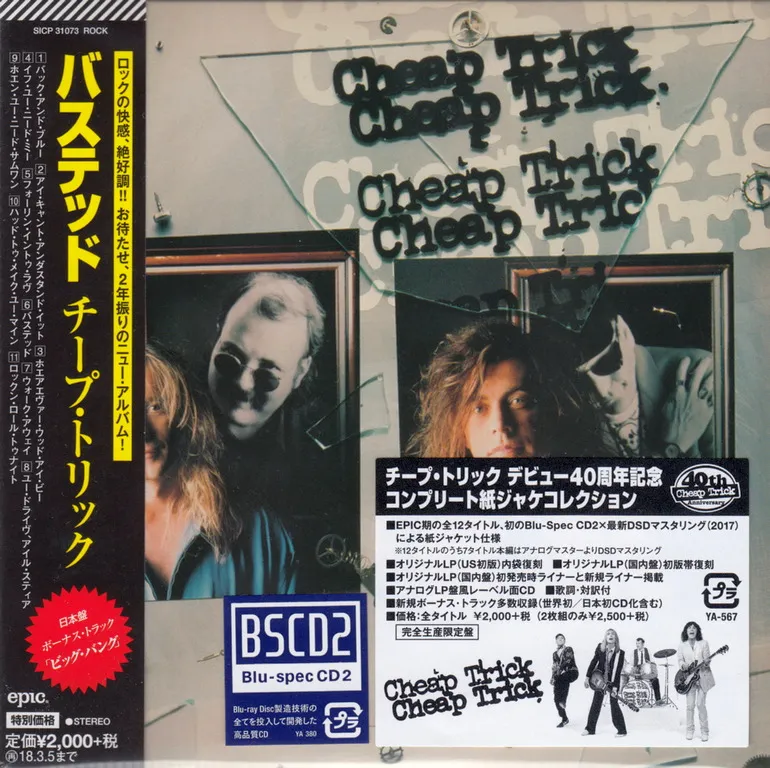 SICP 31073 ROCK
バステッド チープ・トリック
ロックの快感、絶好調!! お待たせ、2年振りのニュー・アルバム!
1 バック・アンド・ブルー 2 アイ・キャント・アンダスタンド・イット 3 ホエアエヴァー・ウッド・アイ・ビー
4 イフ・ユー・ニード・ミー 5 フォーリン・イントゥ・ラヴ 6 バステッド 7 ウォーク・アウェイ 8 ユー・ドライヴ、アイル・スティア
9 ホエン・ユー・ニード・サムワン 10 ハッド・トゥ・メイク・ユー・マイン 11 ロックン・ロール・トゥナイト
日本盤
ボーナス・トラック
「ビッグ・バング」
epic
特別価格 ●STEREO
定価¥2,000+税
再18.3.5まで
Cheap Trick
Cheap Trick.
Cheap Trick
Cheap Tric
Cheap Tric
BSCD2
Blu-spec CD2
Blu-ray Disc製造技術の
全てを投入して開発した
高品質CD YA 380
プラ
チープ・トリック デビュー40周年記念
コンプリート紙ジャケコレクション
40th
Cheap Trick
Anniversary
■EPIC期の全12タイトル、初のBlu-Spec CD2×最新DSDマスタリング(2017)
による紙ジャケット仕様
※12タイトルのうち7タイトル本編はアナログマスターよりDSDマスタリング
■オリジナルLP(US初版)内袋復刻 ■オリジナルLP(国内盤)初版帯復刻
■オリジナルLP(国内盤)初発売時ライナーと新規ライナー掲載
■アナログLP盤風レーベル面CD ■歌詞・対訳付
■新規ボーナス・トラック多数収録(世界初/日本初CD化含む)
■価格:全タイトル ¥2,000+税 (2枚組のみ¥2,500+税)
完全生産限定盤
プラ
YA-567
Cheap Trick
Cheap Trick.